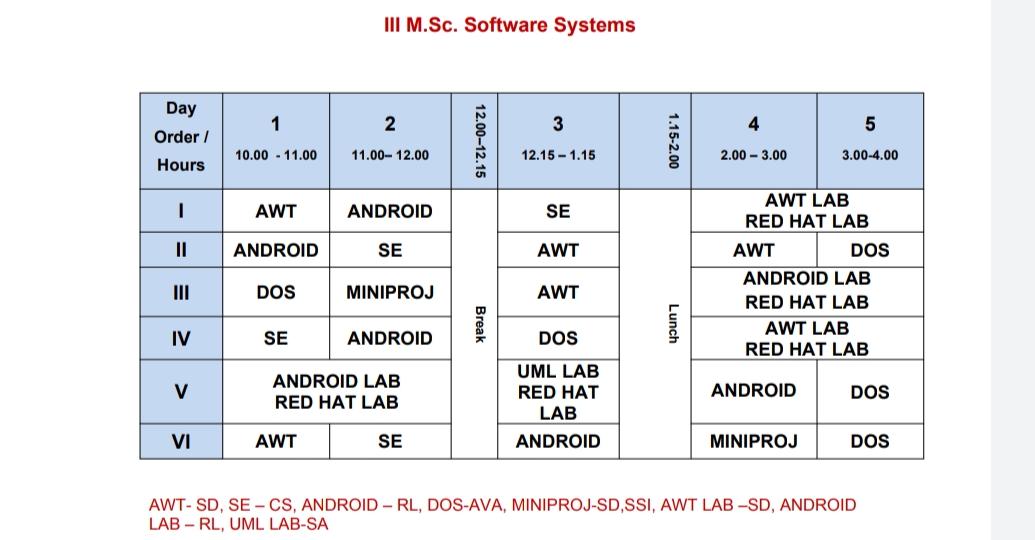 III M.Sc. Software Systems
Day
Order /
Hours
1
10.00 - 11.00
2
11.00– 12.00
12.00–12.15
3
12.15 – 1.15
1.15-2.00
4
2.00 – 3.00
5
3.00-4.00
I
AWT
ANDROID
SE
AWT LAB
RED HAT LAB
II
ANDROID
SE
AWT
AWT
DOS
III
DOS
MINIPROJ
AWT
ANDROID LAB
RED HAT LAB
Break
Lunch
IV
SE
ANDROID
DOS
AWT LAB
RED HAT LAB
V
ANDROID LAB
RED HAT LAB
UML LAB
RED HAT
LAB
ANDROID
DOS
VI
AWT
SE
ANDROID
MINIPROJ
DOS
AWT- SD, SE – CS, ANDROID – RL, DOS-AVA, MINIPROJ-SD,SSI, AWT LAB –SD, ANDROID
LAB – RL, UML LAB-SA